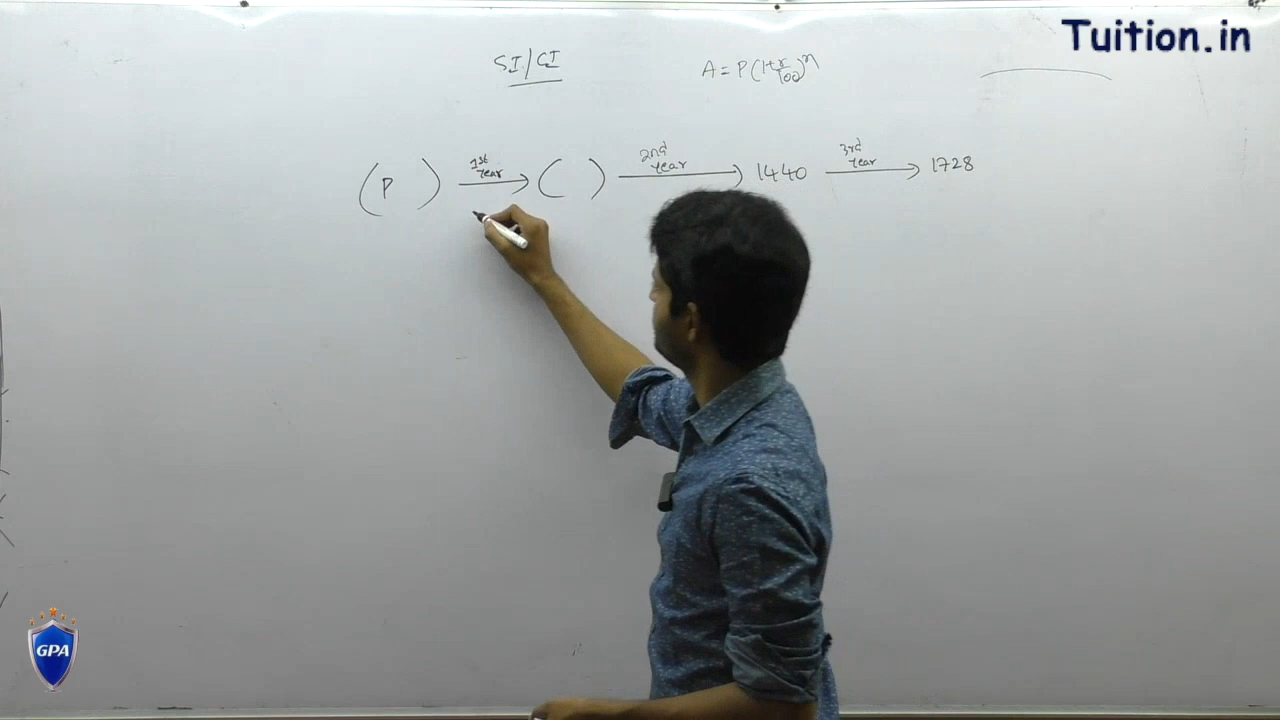 Tuition.in
SI/CI
A = P(1+r/100)^n
(P) 1st year → ( ) 2nd year → 1440 3rd year → 1728
GPA